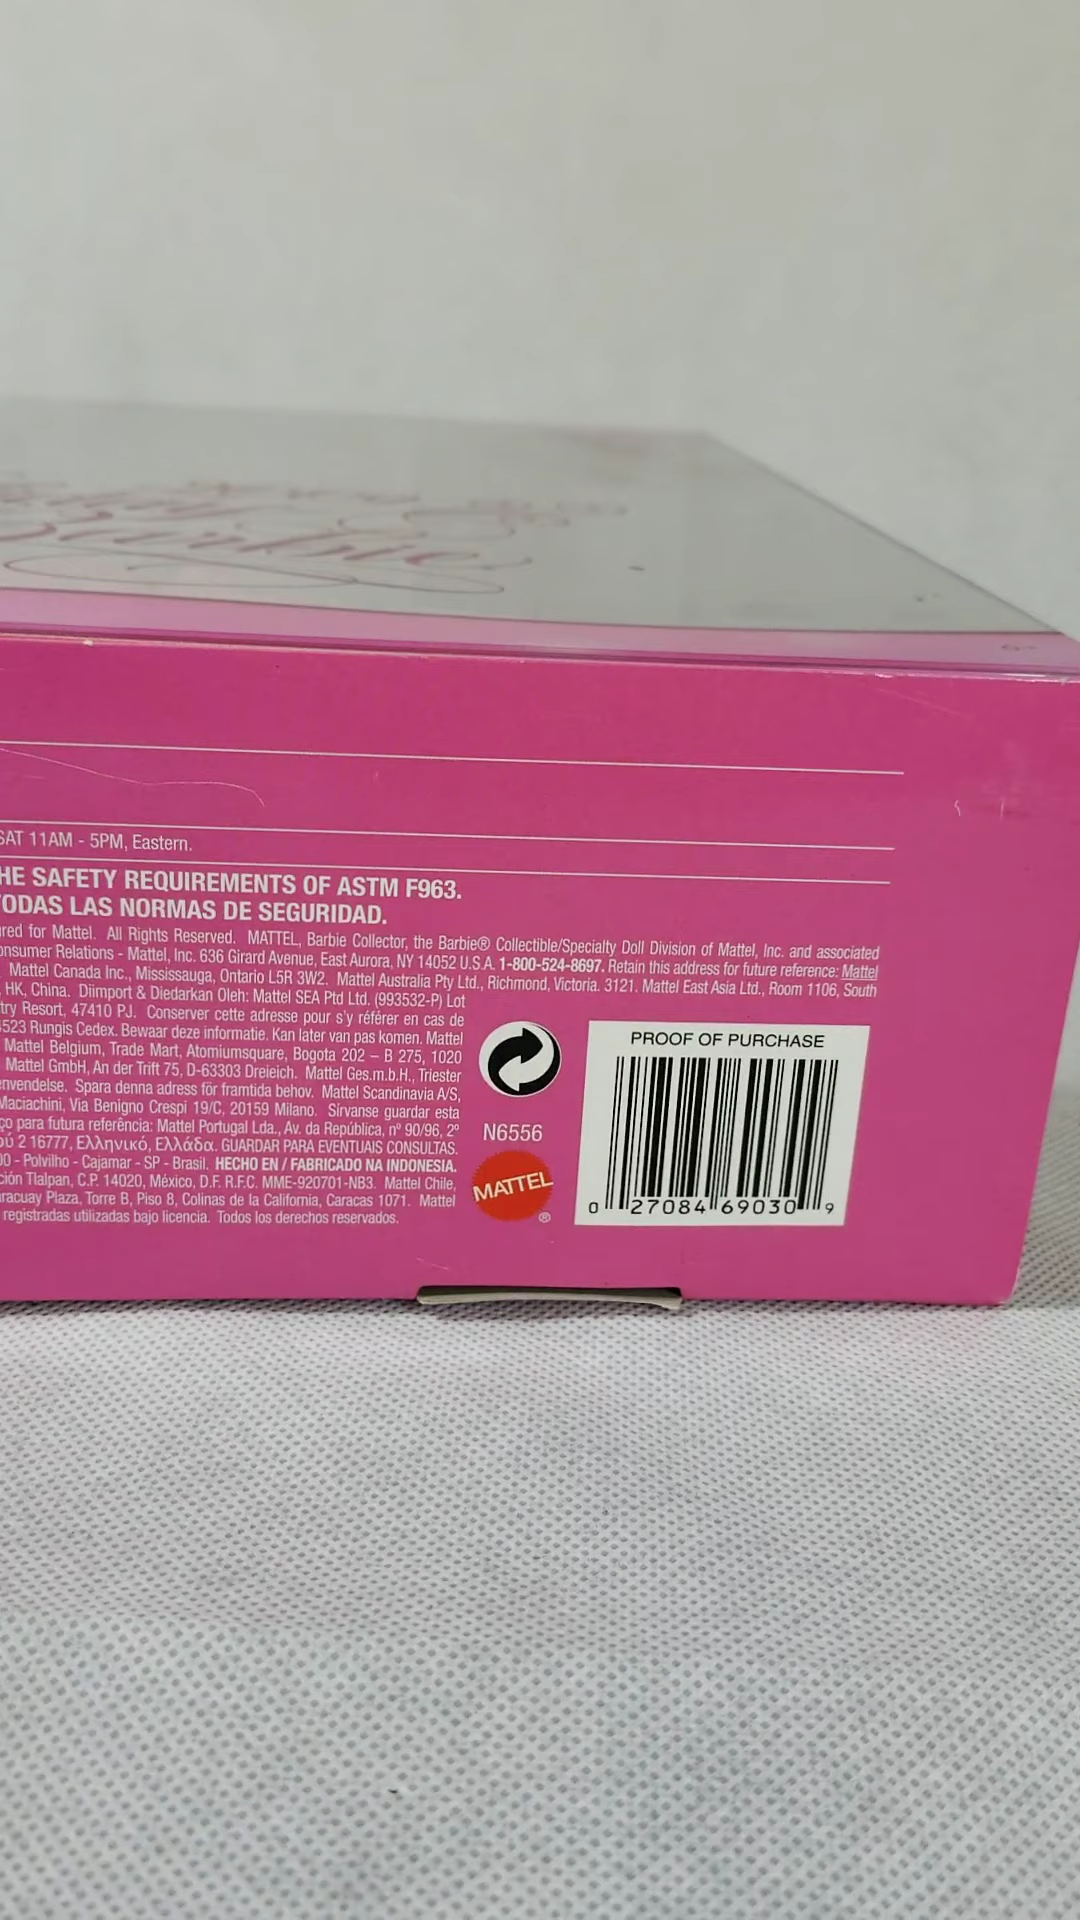 Barbie
SAT 11AM - 5PM, Eastern.
HE SAFETY REQUIREMENTS OF ASTM F963.
ODAS LAS NORMAS DE SEGURIDAD.
red for Mattel. All Rights Reserved. MATTEL, Barbie Collector, the Barbie® Collectible/Specialty Doll Division of Mattel, Inc. and associated
onsumer Relations - Mattel, Inc. 636 Girard Avenue, East Aurora, NY 14052 U.S.A. 1-800-524-8697. Retain this address for future reference: Mattel
Mattel Canada Inc., Mississauga, Ontario L5R 3W2. Mattel Australia Pty Ltd., Richmond, Victoria. 3121. Mattel East Asia Ltd., Room 1106, South
, HK, China. Diimport & Diedarkan Oleh: Mattel SEA Ptd Ltd. (993532-P) Lot
try Resort, 47410 PJ. Conserver cette adresse pour s'y référer en cas de
4523 Rungis Cedex. Bewaar deze informatie. Kan later van pas komen. Mattel
Mattel Belgium, Trade Mart, Atomiumsquare, Bogota 202 – B 275, 1020
Mattel GmbH, An der Trift 75, D-63303 Dreieich. Mattel Ges.m.b.H., Triester
envendelse. Spara denna adress för framtida behov. Mattel Scandinavia A/S,
Maciachini, Via Benigno Crespi 19/C, 20159 Milano. Sírvanse guardar esta
ço para futura referência: Mattel Portugal Lda., Av. da República, nº 90/96, 2º
ού 2 16777, Ελληνικό, Ελλάδα. GUARDAR PARA EVENTUAIS CONSULTAS.
00 - Polvilho - Cajamar - SP - Brasil. HECHO EN / FABRICADO NA INDONESIA.
ción Tlalpan, C.P. 14020, México, D.F. R.F.C. MME-920701-NB3. Mattel Chile,
racuay Plaza, Torre B, Piso 8, Colinas de la California, Caracas 1071. Mattel
registradas utilizadas bajo licencia. Todos los derechos reservados.
N6556
MATTEL
®
PROOF OF PURCHASE
0 27084 69030 9